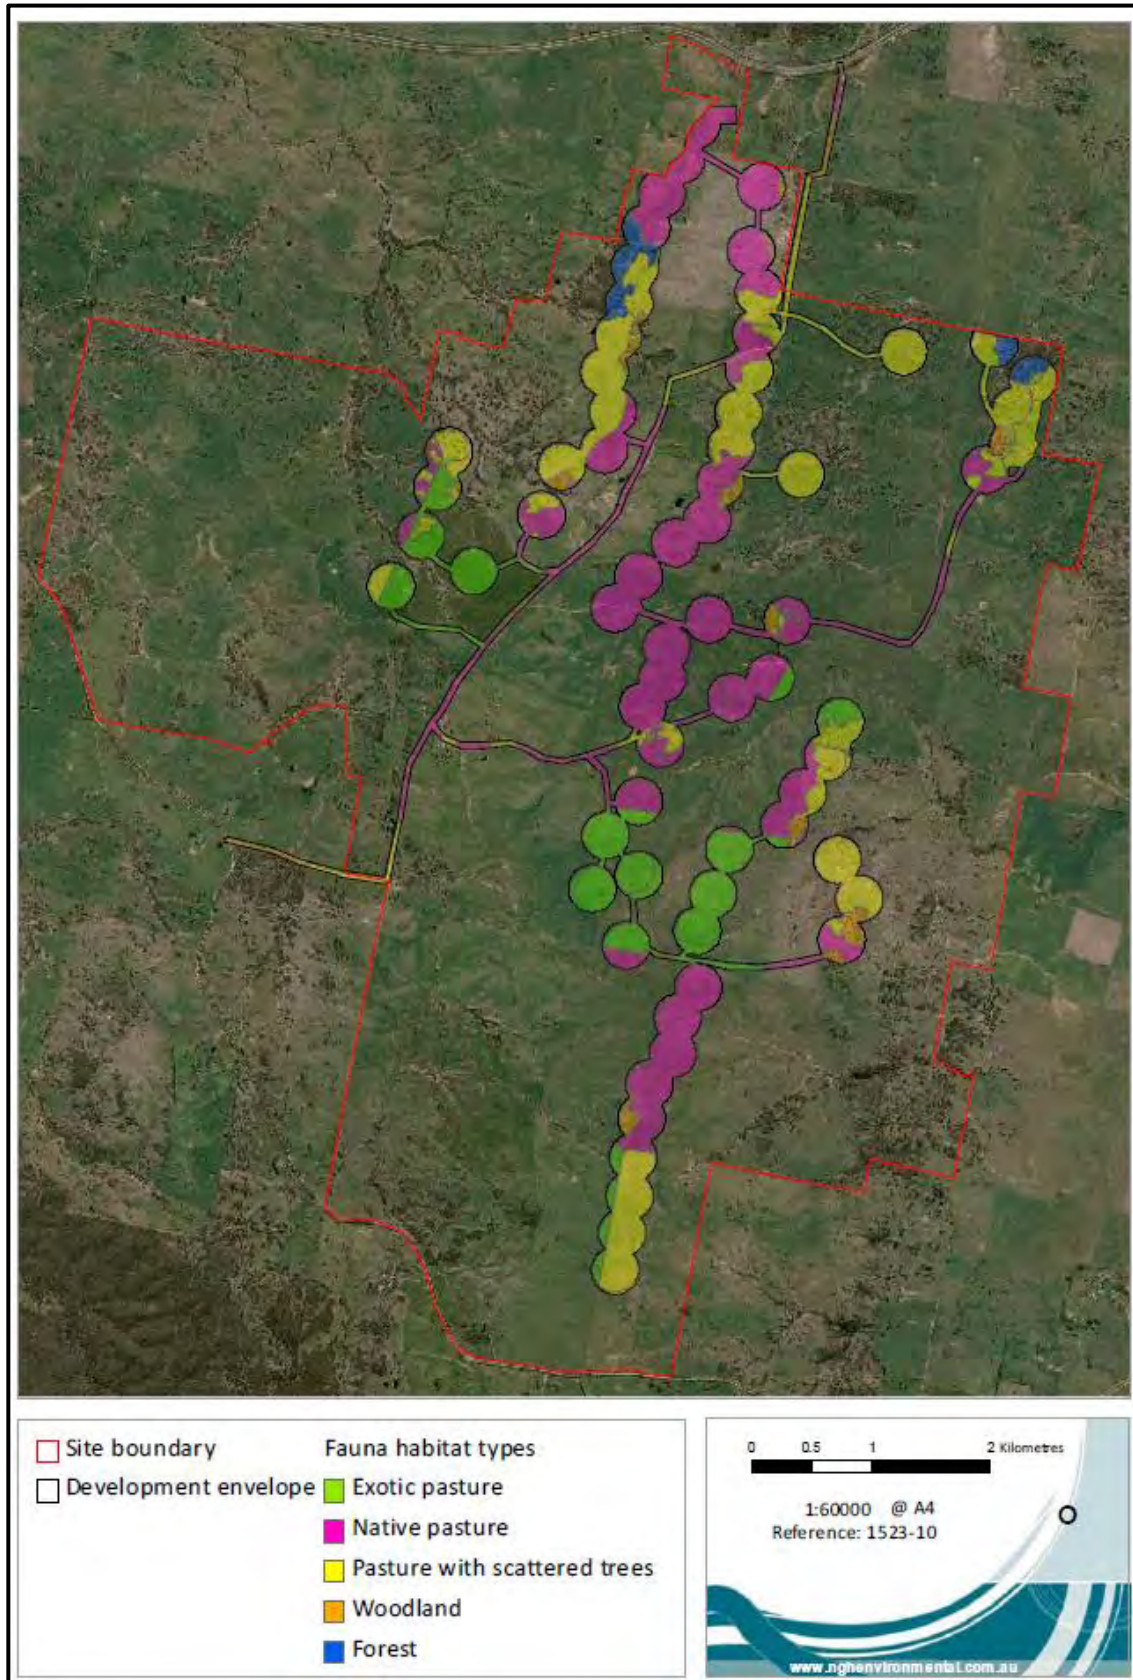 Site boundary
Development envelope
Fauna habitat types
Exotic pasture
Native pasture
Pasture with scattered trees
Woodland
Forest
0 0.5 1 2 Kilometres
1:60000 @ A4
Reference: 1523-10
www.nghenvironmental.com.au